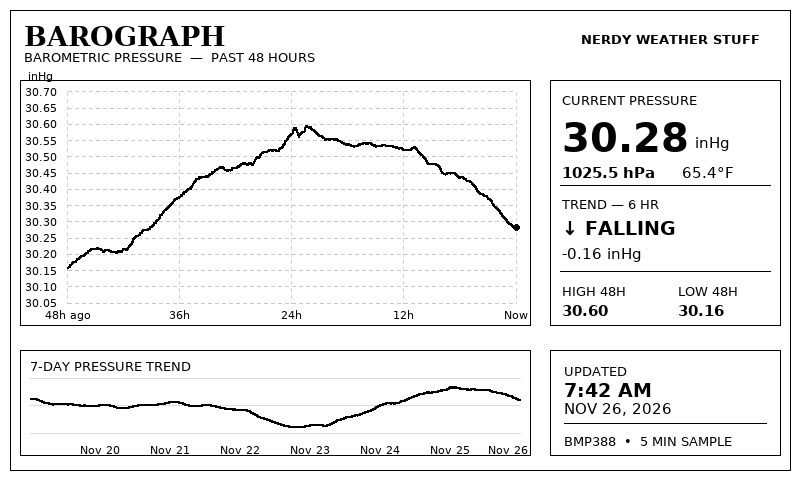 BAROGRAPH
BAROMETRIC PRESSURE — PAST 48 HOURS
NERDY WEATHER STUFF
inHg
30.70
30.65
30.60
30.55
30.50
30.45
30.40
30.35
30.30
30.25
30.20
30.15
30.10
30.05
48h ago 36h 24h 12h Now
CURRENT PRESSURE
30.28 inHg
1025.5 hPa 65.4°F
TREND — 6 HR
↓ FALLING
-0.16 inHg
HIGH 48H LOW 48H
30.60 30.16
7-DAY PRESSURE TREND
Nov 20 Nov 21 Nov 22 Nov 23 Nov 24 Nov 25 Nov 26
UPDATED
7:42 AM
NOV 26, 2026
BMP388 • 5 MIN SAMPLE